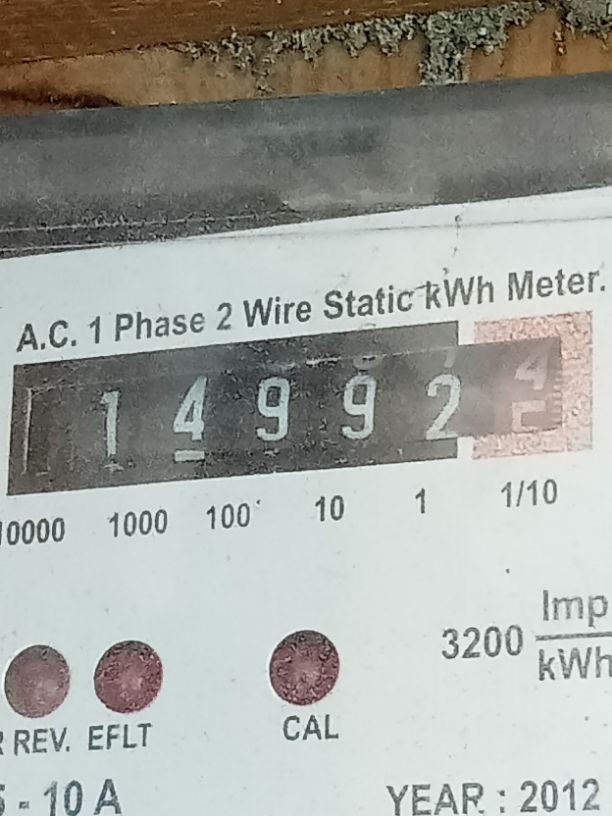 A.C. 1 Phase 2 Wire Static kWh Meter.
1 4 9 9 2
10000 1000 100 10 1 1/10
3200 Imp
kWh
REV. EFLT CAL
- 10 A YEAR : 2012